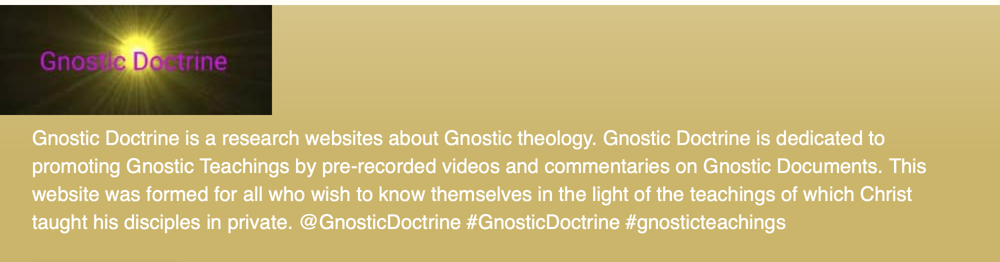 Gnostic Doctrine
Gnostic Doctrine is a research websites about Gnostic theology. Gnostic Doctrine is dedicated to
promoting Gnostic Teachings by pre-recorded videos and commentaries on Gnostic Documents. This
website was formed for all who wish to know themselves in the light of the teachings of which Christ
taught his disciples in private. @GnosticDoctrine #GnosticDoctrine #gnosticteachings